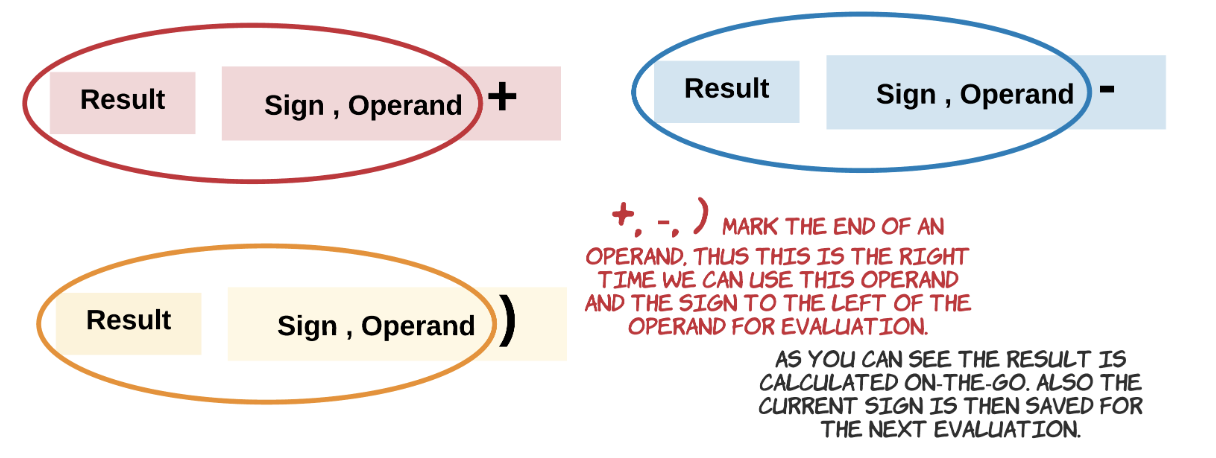 Result Sign , Operand +
Result Sign , Operand -
Result Sign , Operand )
+, -, ) MARK THE END OF AN
OPERAND, THUS THIS IS THE RIGHT
TIME WE CAN USE THIS OPERAND
AND THE SIGN TO THE LEFT OF THE
OPERAND FOR EVALUATION.
AS YOU CAN SEE THE RESULT IS
CALCULATED ON-THE-GO. ALSO THE
CURRENT SIGN IS THEN SAVED FOR
THE NEXT EVALUATION.